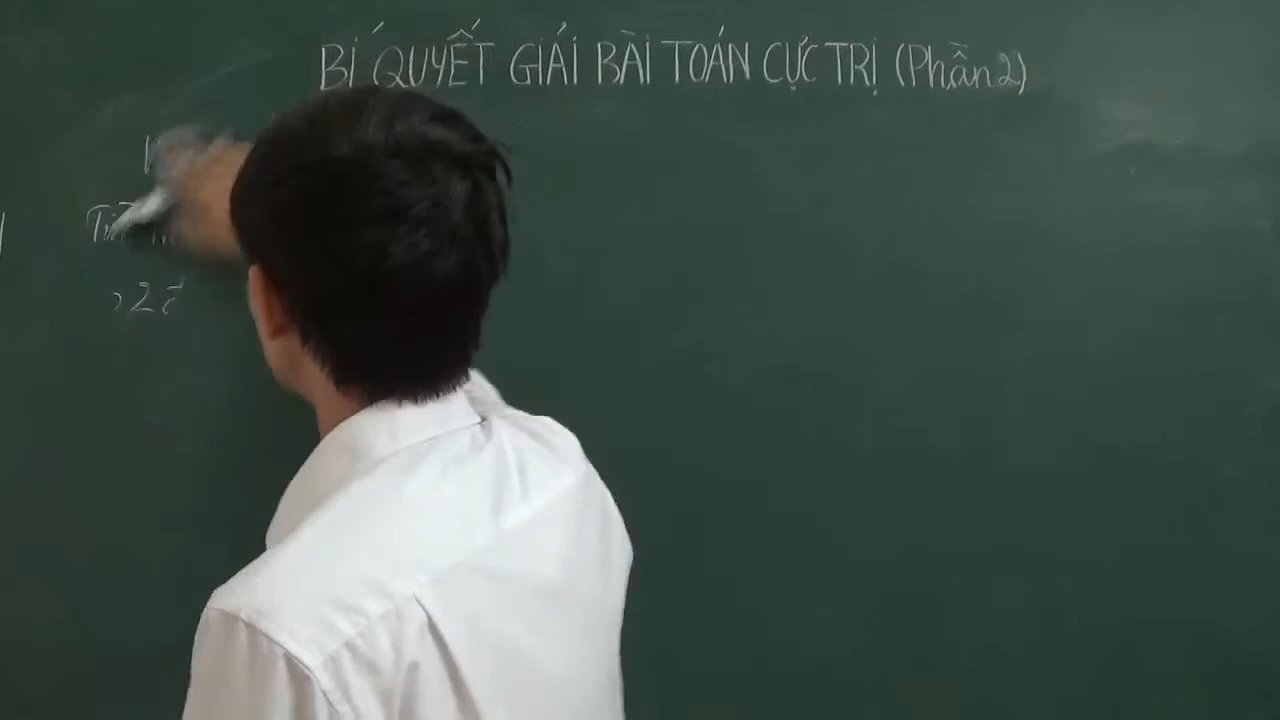 BÍ QUYẾT GIẢI BÀI TOÁN CỰC TRỊ (Phần 2)